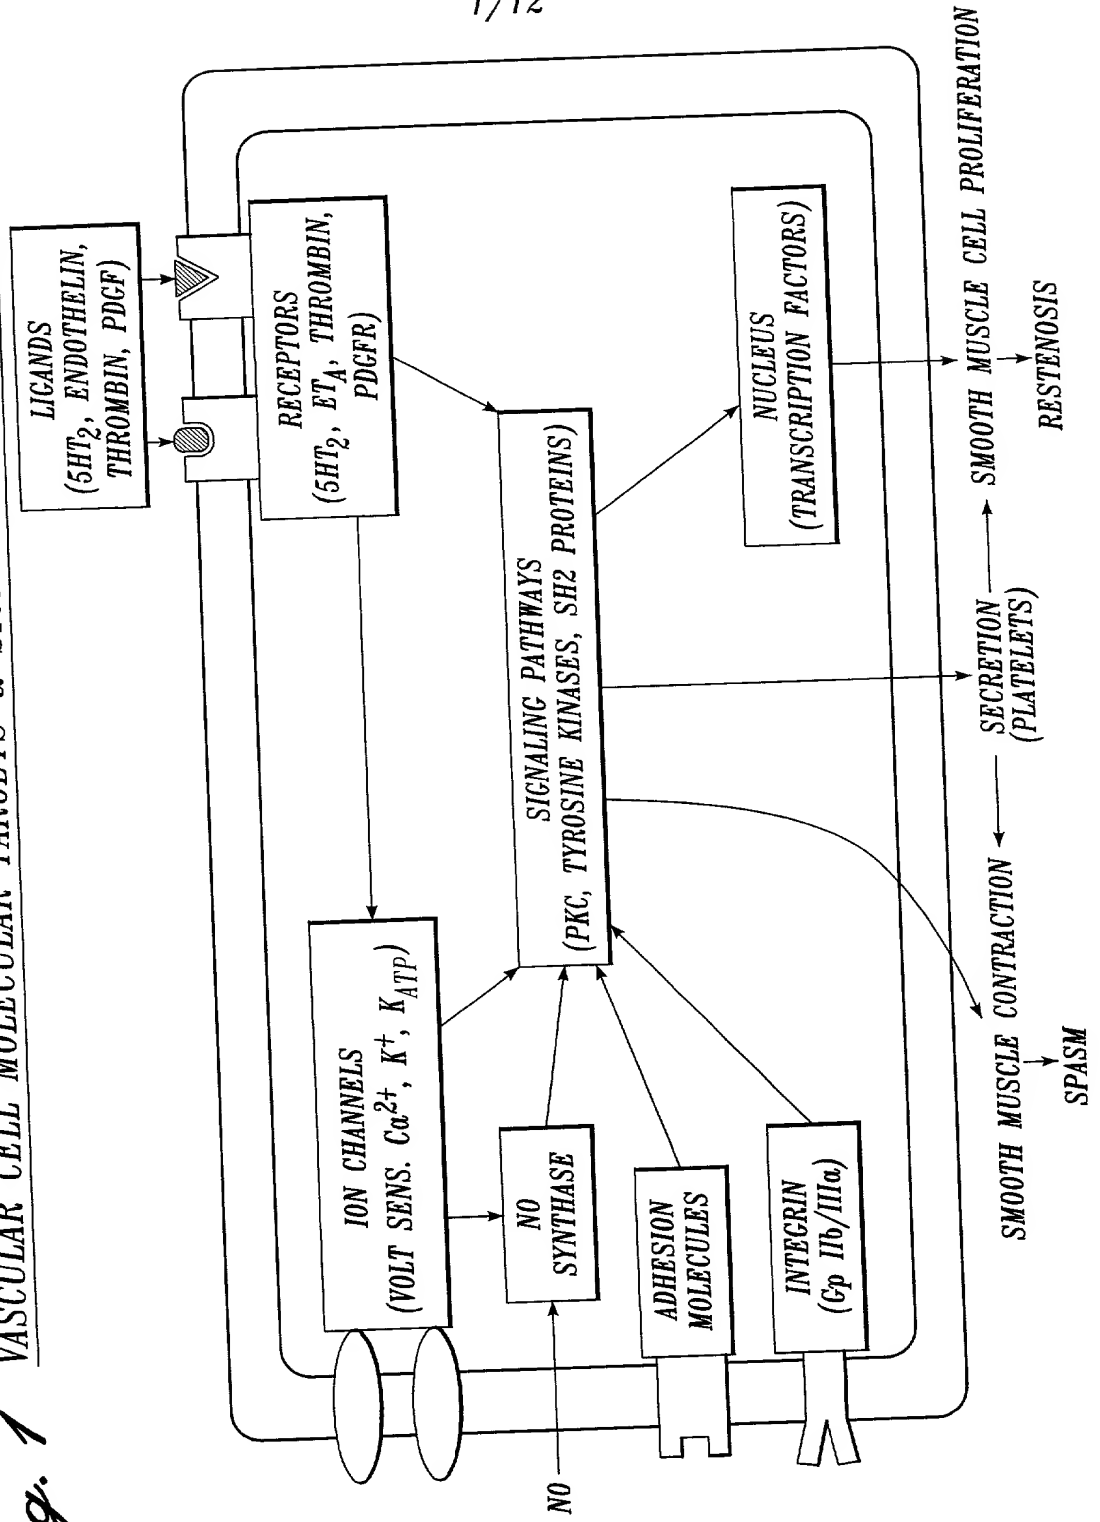 1/12
g. 1
VASCULAR CELL MOLECULAR TARGETS &
LIGANDS
(5HT2, ENDOTHELIN,
THROMBIN, PDGF)
RECEPTORS
(5HT2, ETA, THROMBIN,
PDGFR)
ION CHANNELS
(VOLT SENS. Ca2+, K+, KATP)
SIGNALING PATHWAYS
(PKC, TYROSINE KINASES, SH2 PROTEINS)
NO
NO
SYNTHASE
ADHESION
MOLECULES
INTEGRIN
(Gp IIb/IIIa)
NUCLEUS
(TRANSCRIPTION FACTORS)
SMOOTH MUSCLE CONTRACTION
SPASM
SECRETION
(PLATELETS)
SMOOTH MUSCLE CELL PROLIFERATION
RESTENOSIS